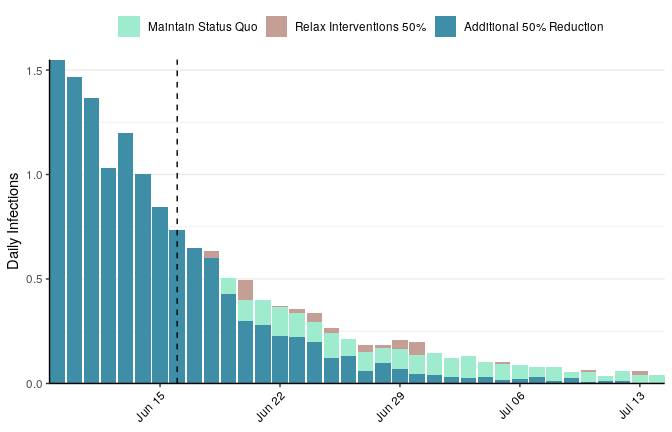 Maintain Status Quo Relax Interventions 50% Additional 50% Reduction
Daily Infections
1.5
1.0
0.5
0.0
Jun 15 Jun 22 Jun 29 Jul 06 Jul 13